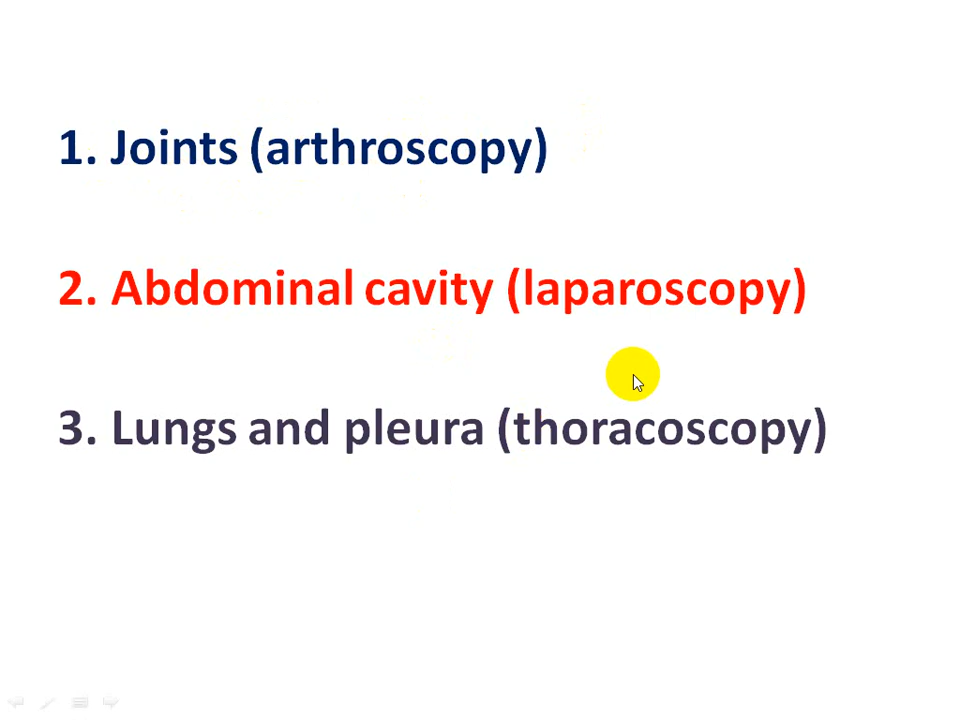 1. Joints (arthroscopy)
2. Abdominal cavity (laparoscopy)
3. Lungs and pleura (thoracoscopy)